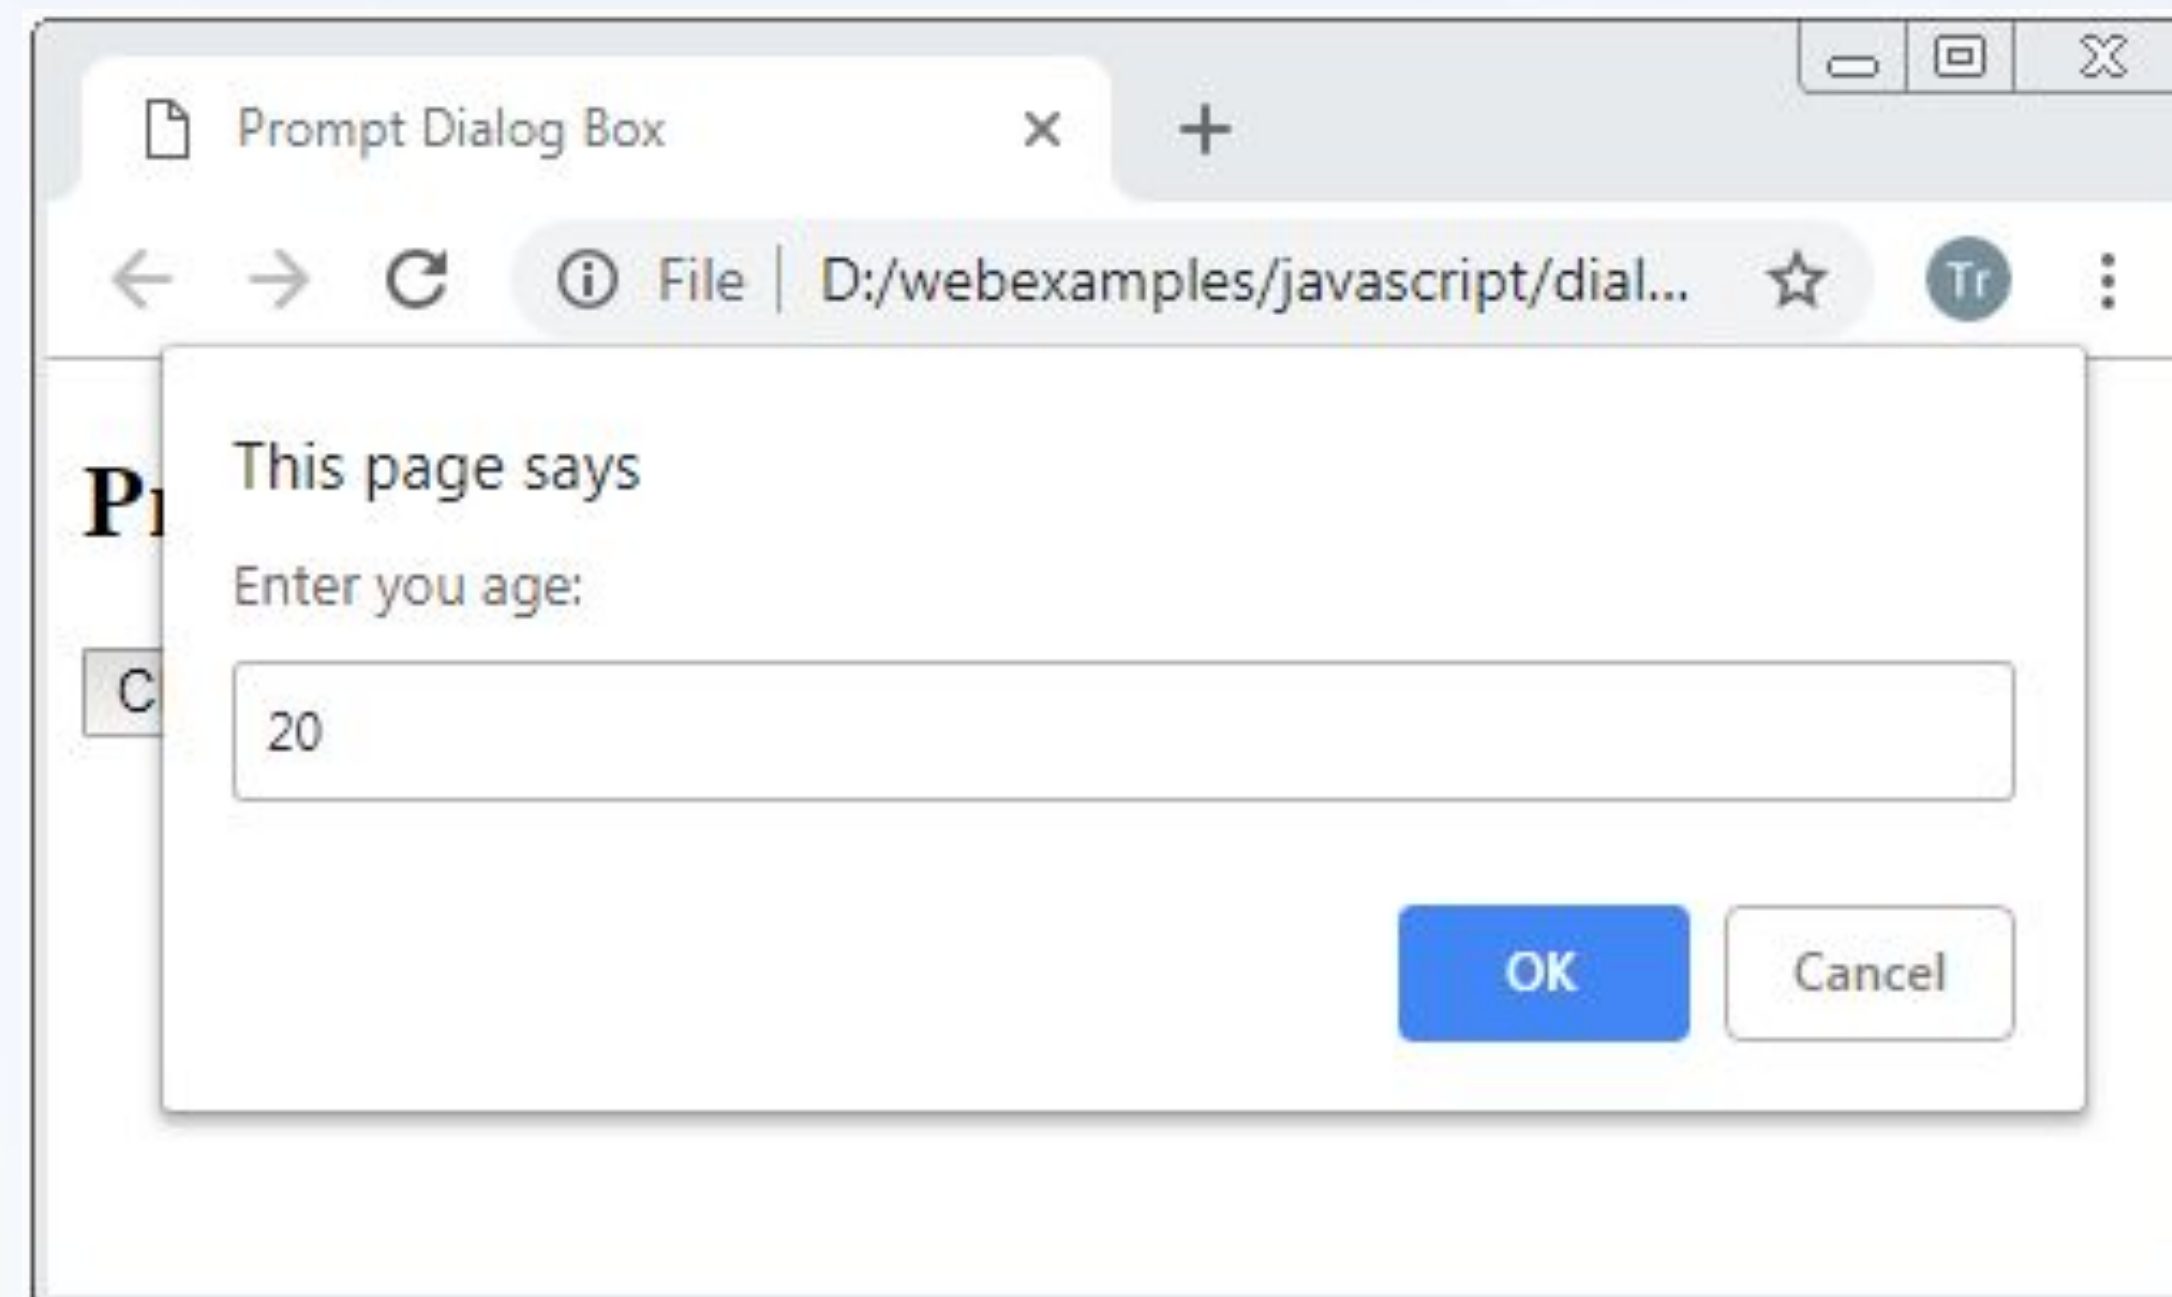 Prompt Dialog Box
File D:/webexamples/javascript/dial...
Tr
This page says
Enter you age:
20
OK Cancel